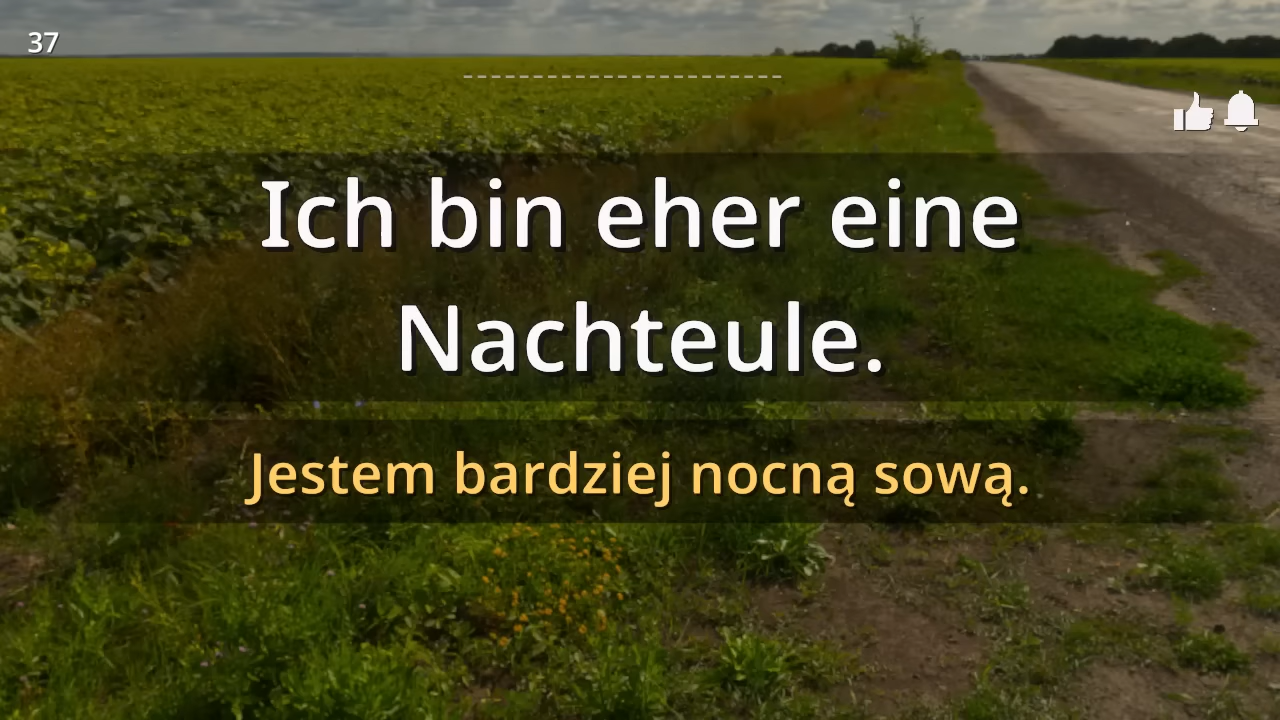 37
Ich bin eher eine
Nachteule.
Jestem bardziej nocną sową.